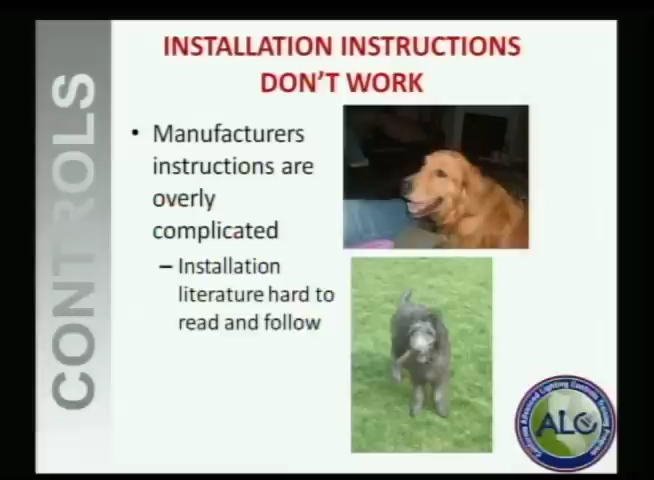 INSTALLATION INSTRUCTIONS
DON'T WORK
• Manufacturers
instructions are
overly
complicated
– Installation
literature hard to
read and follow
CONTROLS
ALC